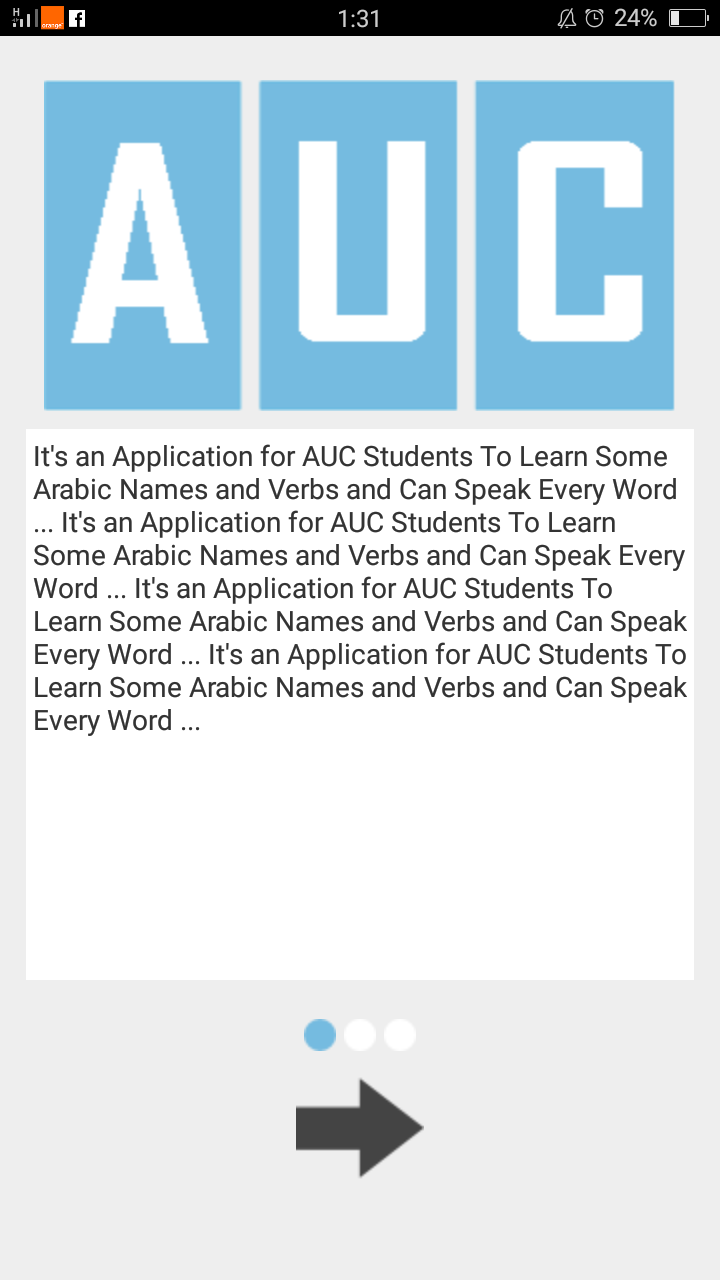 H
orange
f
1:31
24%
AUC
It's an Application for AUC Students To Learn Some
Arabic Names and Verbs and Can Speak Every Word
... It's an Application for AUC Students To Learn
Some Arabic Names and Verbs and Can Speak Every
Word ... It's an Application for AUC Students To
Learn Some Arabic Names and Verbs and Can Speak
Every Word ... It's an Application for AUC Students To
Learn Some Arabic Names and Verbs and Can Speak
Every Word ...